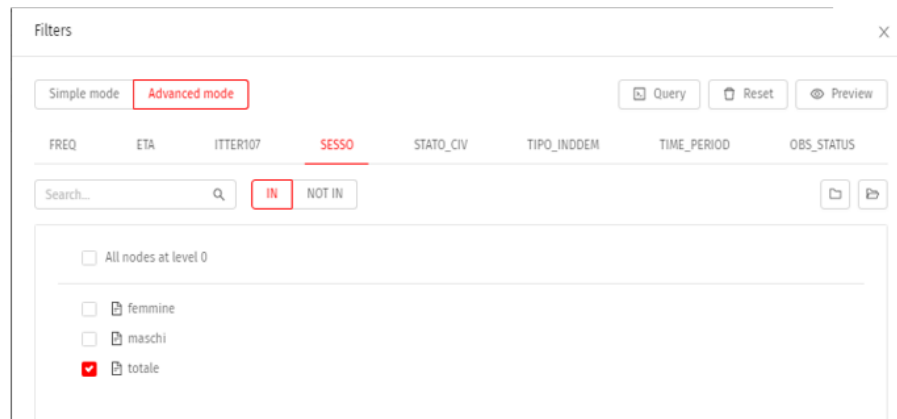 Filters
Simple mode Advanced mode Query Reset Preview
FREQ ETA ITTER107 SESSO STATO_CIV TIPO_INDDEM TIME_PERIOD OBS_STATUS
Search... IN NOT IN
All nodes at level 0
femmine
maschi
totale